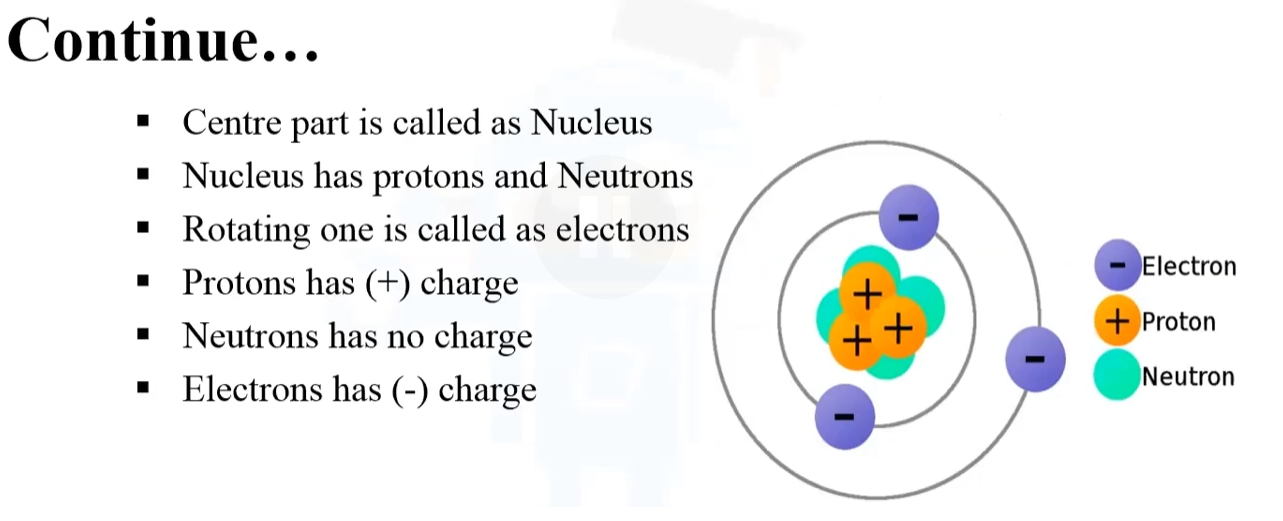 Continue…
▪ Centre part is called as Nucleus
▪ Nucleus has protons and Neutrons
▪ Rotating one is called as electrons
▪ Protons has (+) charge
▪ Neutrons has no charge
▪ Electrons has (-) charge
-
+
+ +
-
-
- Electron
+ Proton
Neutron